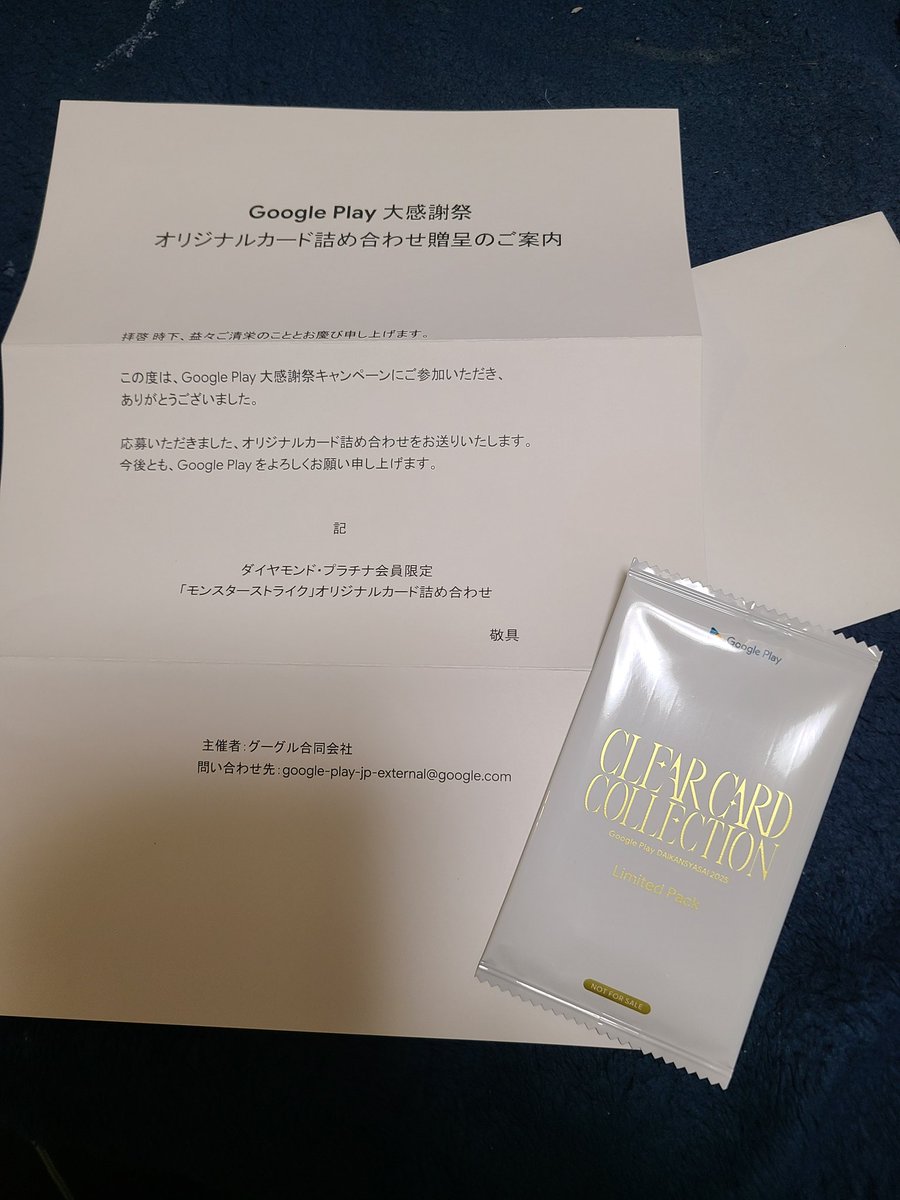 Google Play 大感謝祭
オリジナルカード詰め合わせ贈呈のご案内
拝啓 時下、益々ご清栄のこととお慶び申し上げます。
この度は、Google Play 大感謝祭キャンペーンにご参加いただき、
ありがとうございました。
応募いただきました、オリジナルカード詰め合わせをお送りいたします。
今後とも、Google Play をよろしくお願い申し上げます。
記
ダイヤモンド・プラチナ会員限定
「モンスターストライク」オリジナルカード詰め合わせ
敬具
主催者:グーグル合同会社
問い合わせ先:google-play-jp-external@google.com
Google Play
CLEAR CARD
COLLECTION
Google Play DAIKANSYASAI 2025
Limited Pack
NOT FOR SALE